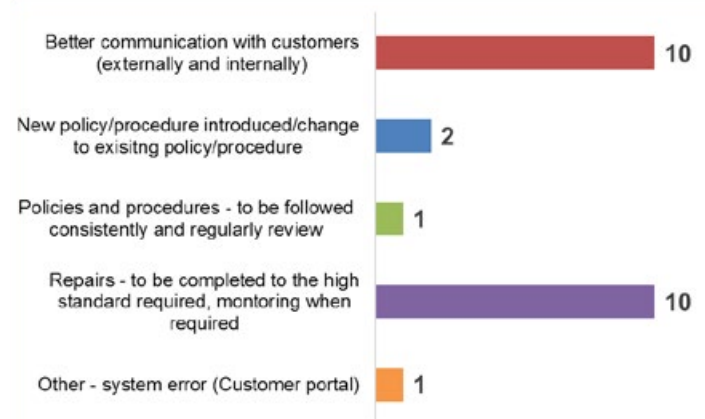 Better communication with customers
(externally and internally)
10
New policy/procedure introduced/change
to exisitng policy/procedure
2
Policies and procedures - to be followed
consistently and regularly review
1
Repairs - to be completed to the high
standard required, montoring when
required
10
Other - system error (Customer portal)
1